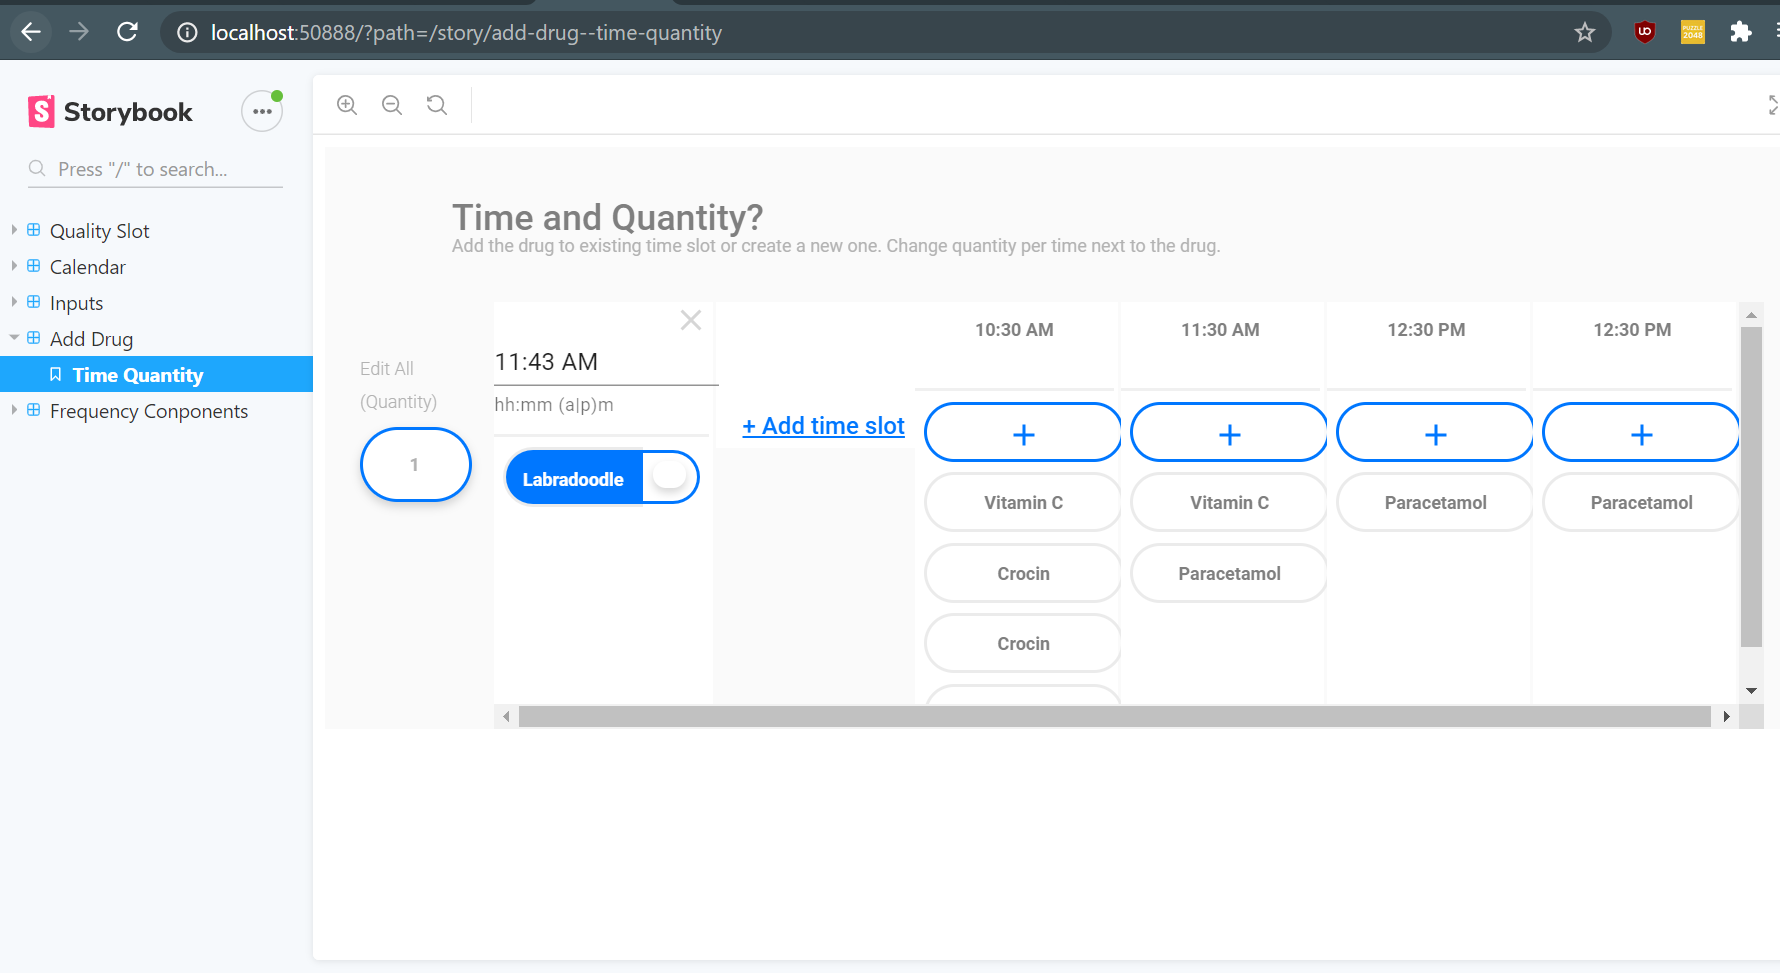 localhost:50888/?path=/story/add-drug--time-quantity
UO
PUZZLE
2048
S Storybook
Press "/" to search...
Quality Slot
Calendar
Inputs
Add Drug
Time Quantity
Frequency Conponents
Time and Quantity?
Add the drug to existing time slot or create a new one. Change quantity per time next to the drug.
Edit All
(Quantity)
1
11:43 AM
hh:mm (a|p)m
Labradoodle
+ Add time slot
10:30 AM
+
Vitamin C
Crocin
Crocin
11:30 AM
+
Vitamin C
Paracetamol
12:30 PM
+
Paracetamol
12:30 PM
+
Paracetamol